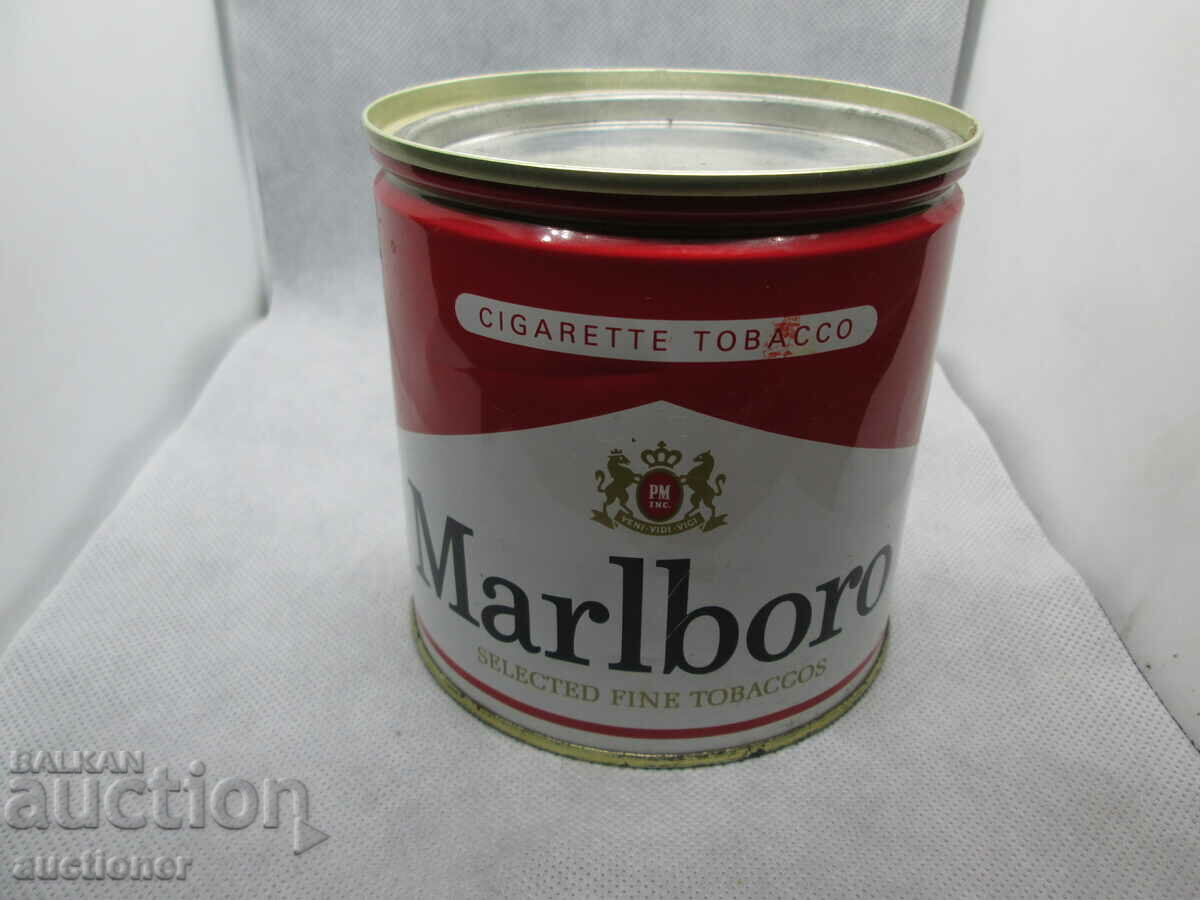 CIGARETTE TOBACCO
PM
INC.
VENI·VIDI·VICI
Marlboro
SELECTED FINE TOBACCOS
BALKAN
auction
auctioner